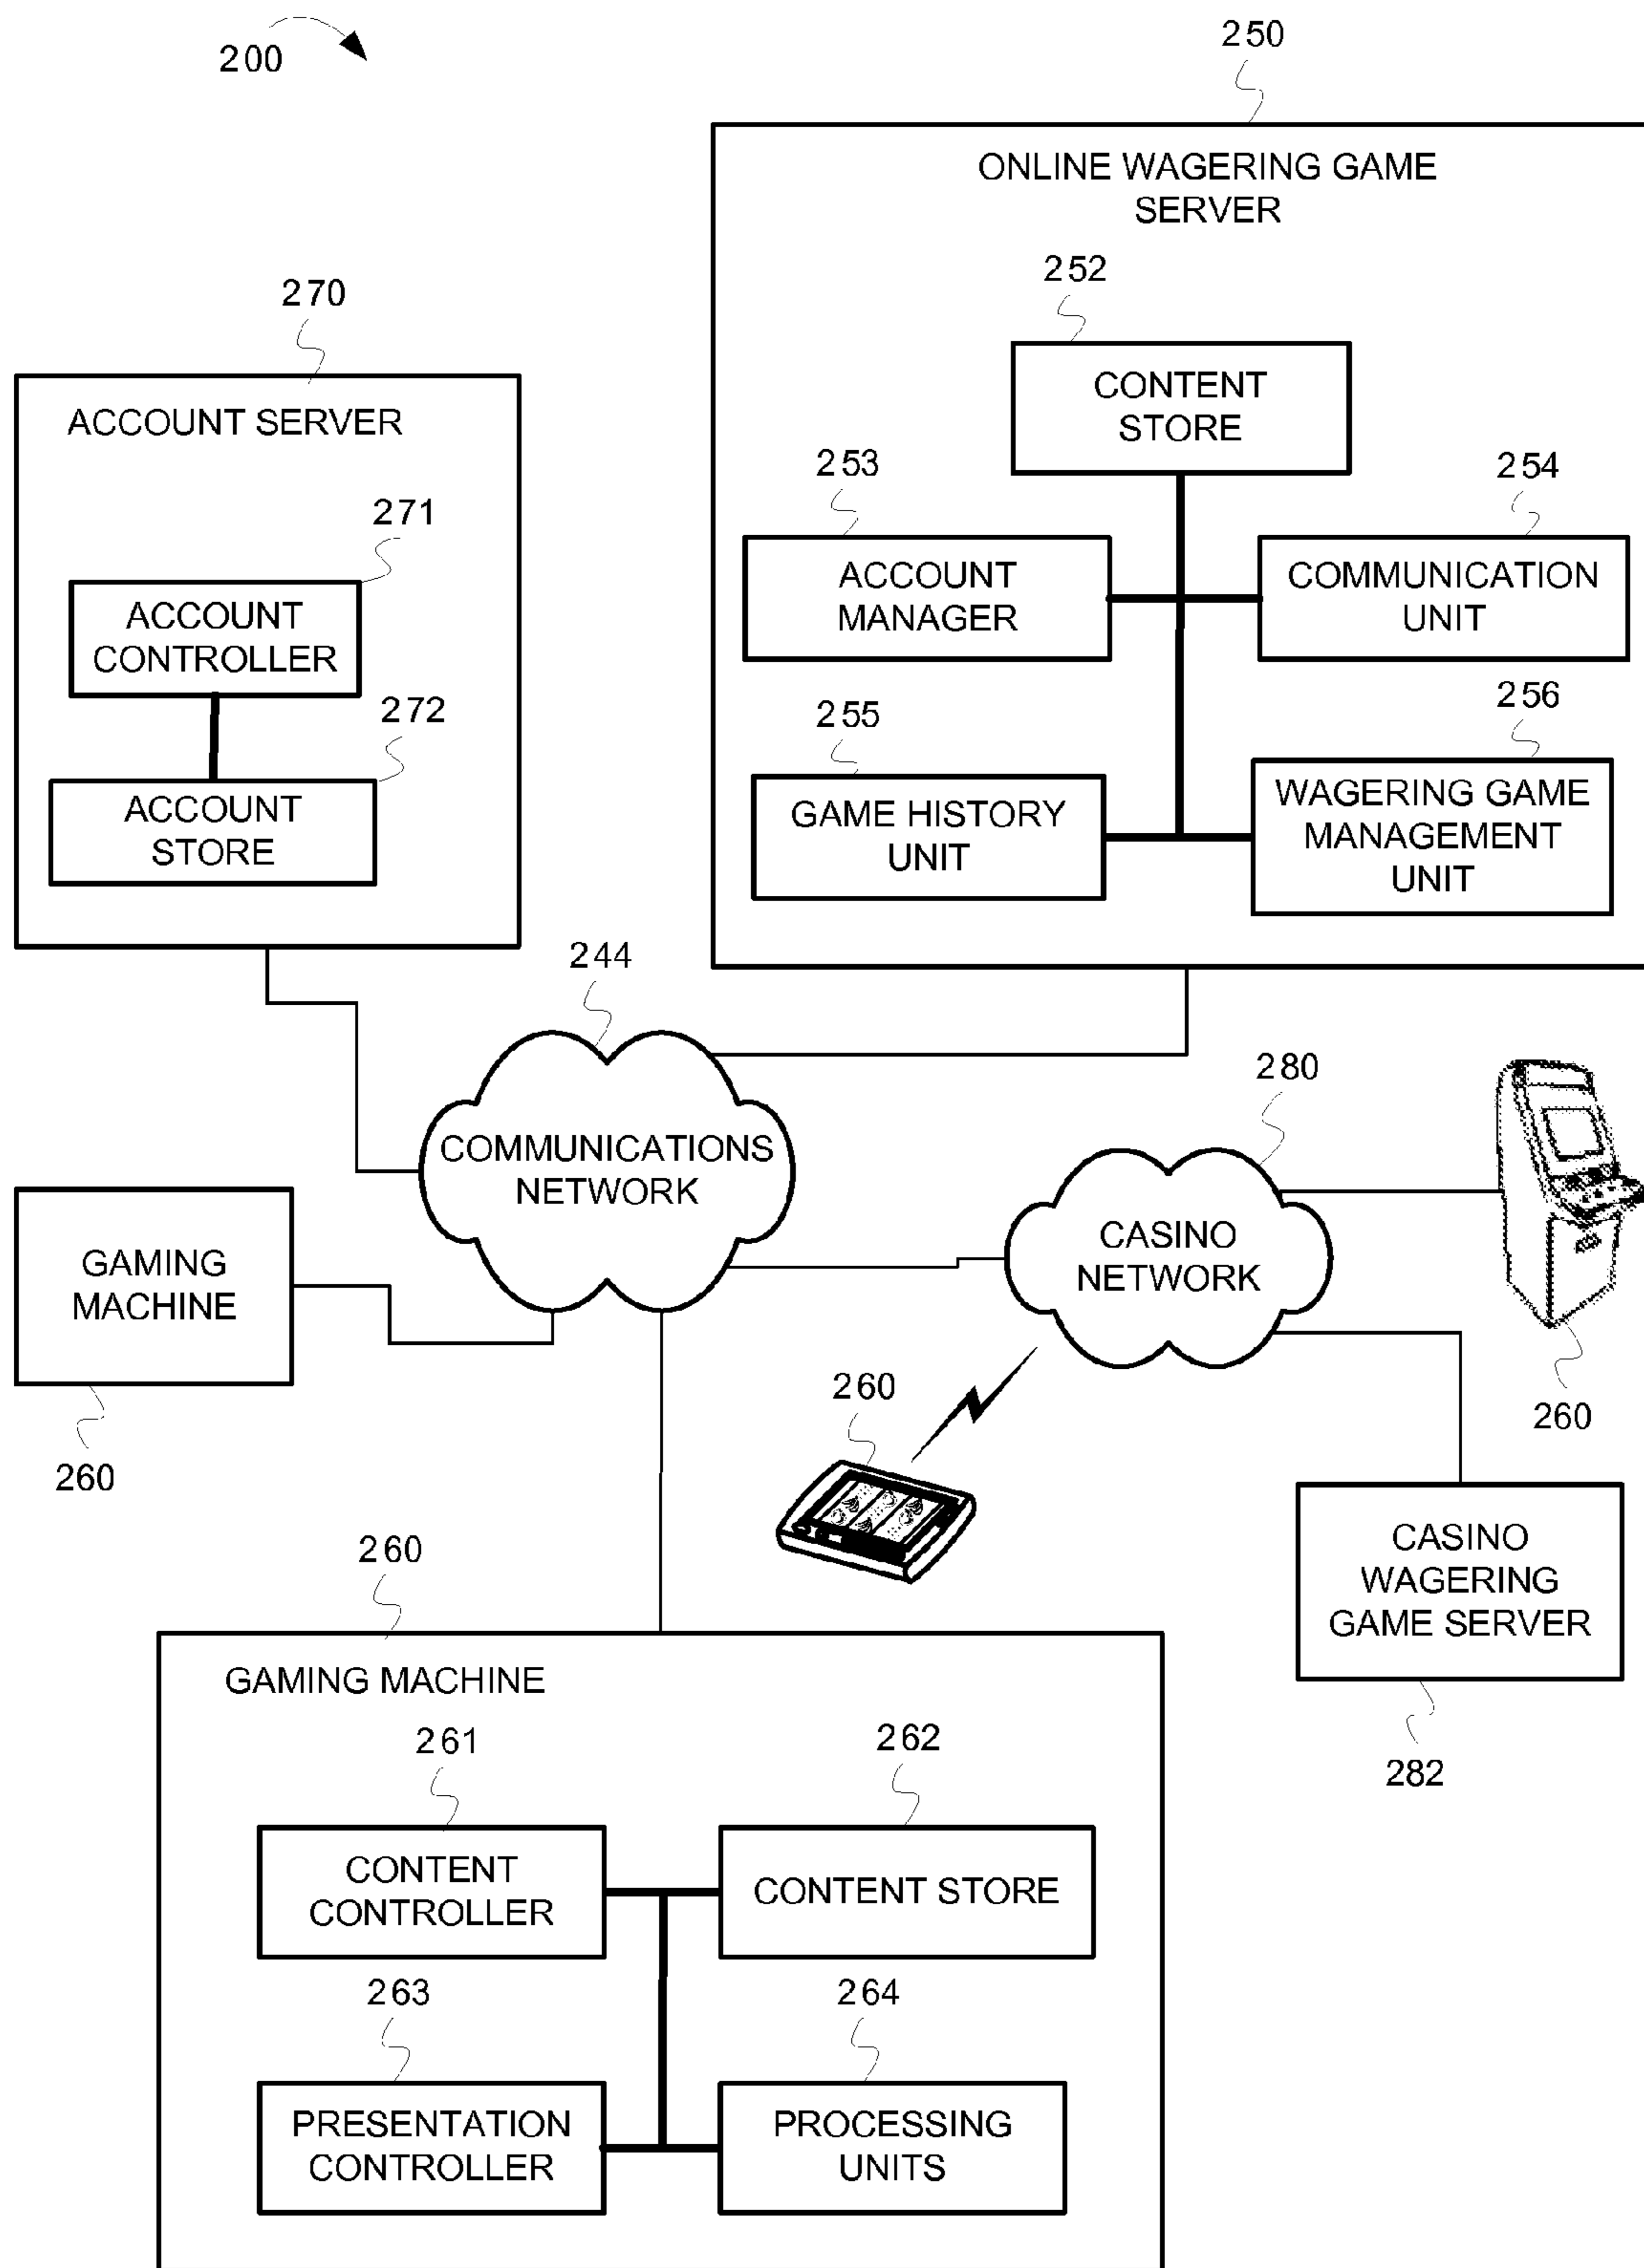 200
250
ONLINE WAGERING GAME
SERVER
252
CONTENT
STORE
253
ACCOUNT
MANAGER
254
COMMUNICATION
UNIT
255
GAME HISTORY
UNIT
256
WAGERING GAME
MANAGEMENT
UNIT
270
ACCOUNT SERVER
271
ACCOUNT
CONTROLLER
272
ACCOUNT
STORE
244
COMMUNICATIONS
NETWORK
280
CASINO
NETWORK
260
GAMING
MACHINE
260
260
CASINO
WAGERING
GAME SERVER
282
260
GAMING MACHINE
261
CONTENT
CONTROLLER
262
CONTENT STORE
263
PRESENTATION
CONTROLLER
264
PROCESSING
UNITS